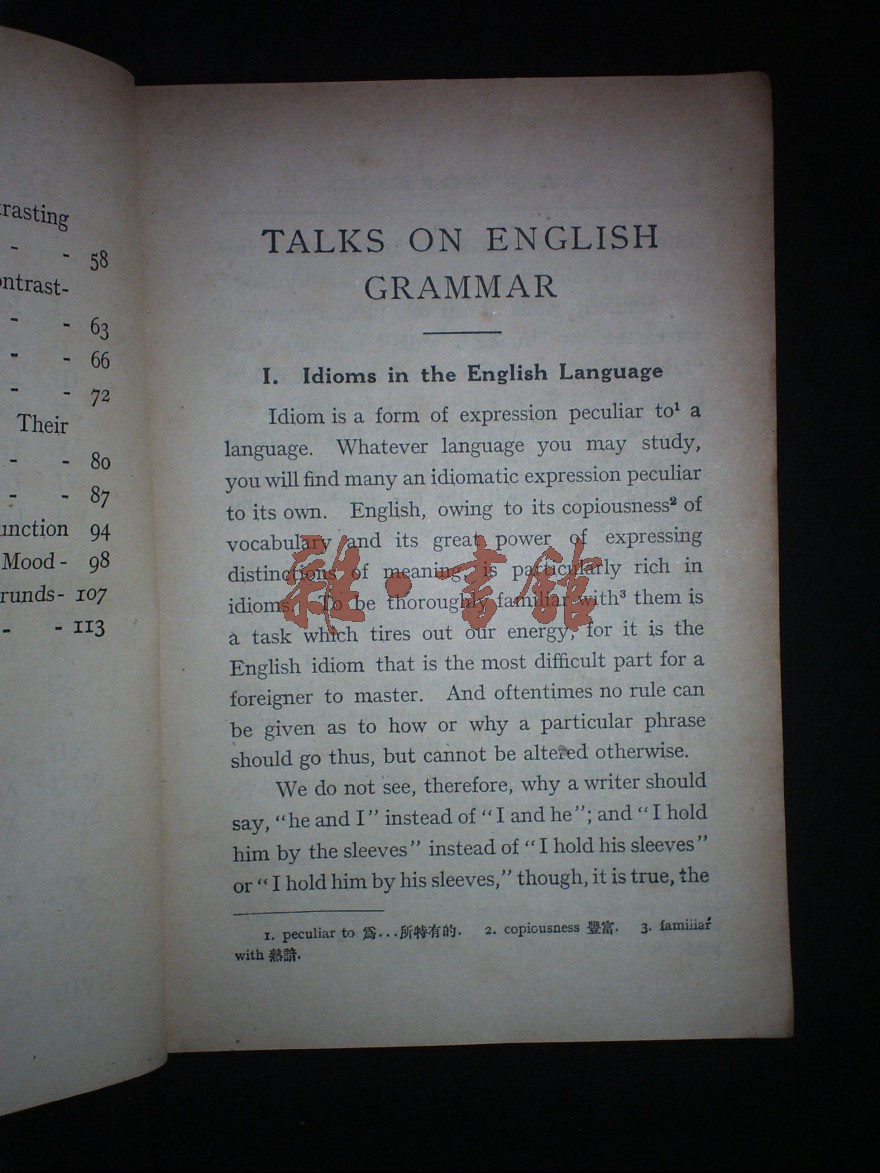 trasting
- - 58
ontrast-
- - 63
- - 66
- - 72
Their
- - 80
- - 87
unction 94
Mood - 98
runds- 107
- - 113
TALKS ON ENGLISH
GRAMMAR
I. Idioms in the English Language
Idiom is a form of expression peculiar to¹ a
language. Whatever language you may study,
you will find many an idiomatic expression peculiar
to its own. English, owing to its copiousness² of
vocabulary and its great power of expressing
distinctions of meaning, is particularly rich in
idioms. To be thoroughly familiar with³ them is
a task which tires out our energy, for it is the
English idiom that is the most difficult part for a
foreigner to master. And oftentimes no rule can
be given as to how or why a particular phrase
should go thus, but cannot be altered otherwise.
We do not see, therefore, why a writer should
say, "he and I" instead of "I and he"; and "I hold
him by the sleeves" instead of "I hold his sleeves"
or "I hold him by his sleeves," though, it is true, the
1. peculiar to 爲...所特有的. 2. copiousness 豐富. 3. familiar
with 熟諳.
雜·書館